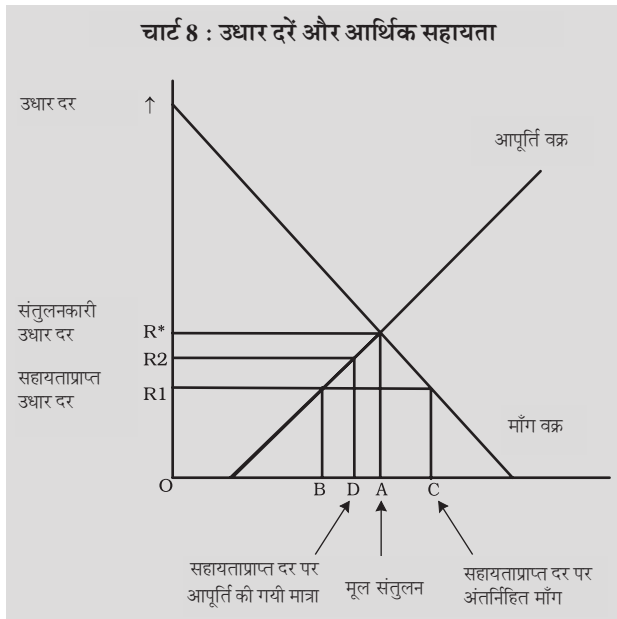 चार्ट 8 : उधार दरें और आर्थिक सहायता
उधार दर ↑
आपूर्ति वक्र
संतुलनकारी
उधार दर
R*
R2
सहायताप्राप्त
उधार दर
R1
माँग वक्र
O B D A C
सहायताप्राप्त दर पर
आपूर्ति की गयी मात्रा
मूल संतुलन
सहायताप्राप्त दर पर
अंतर्निहित माँग